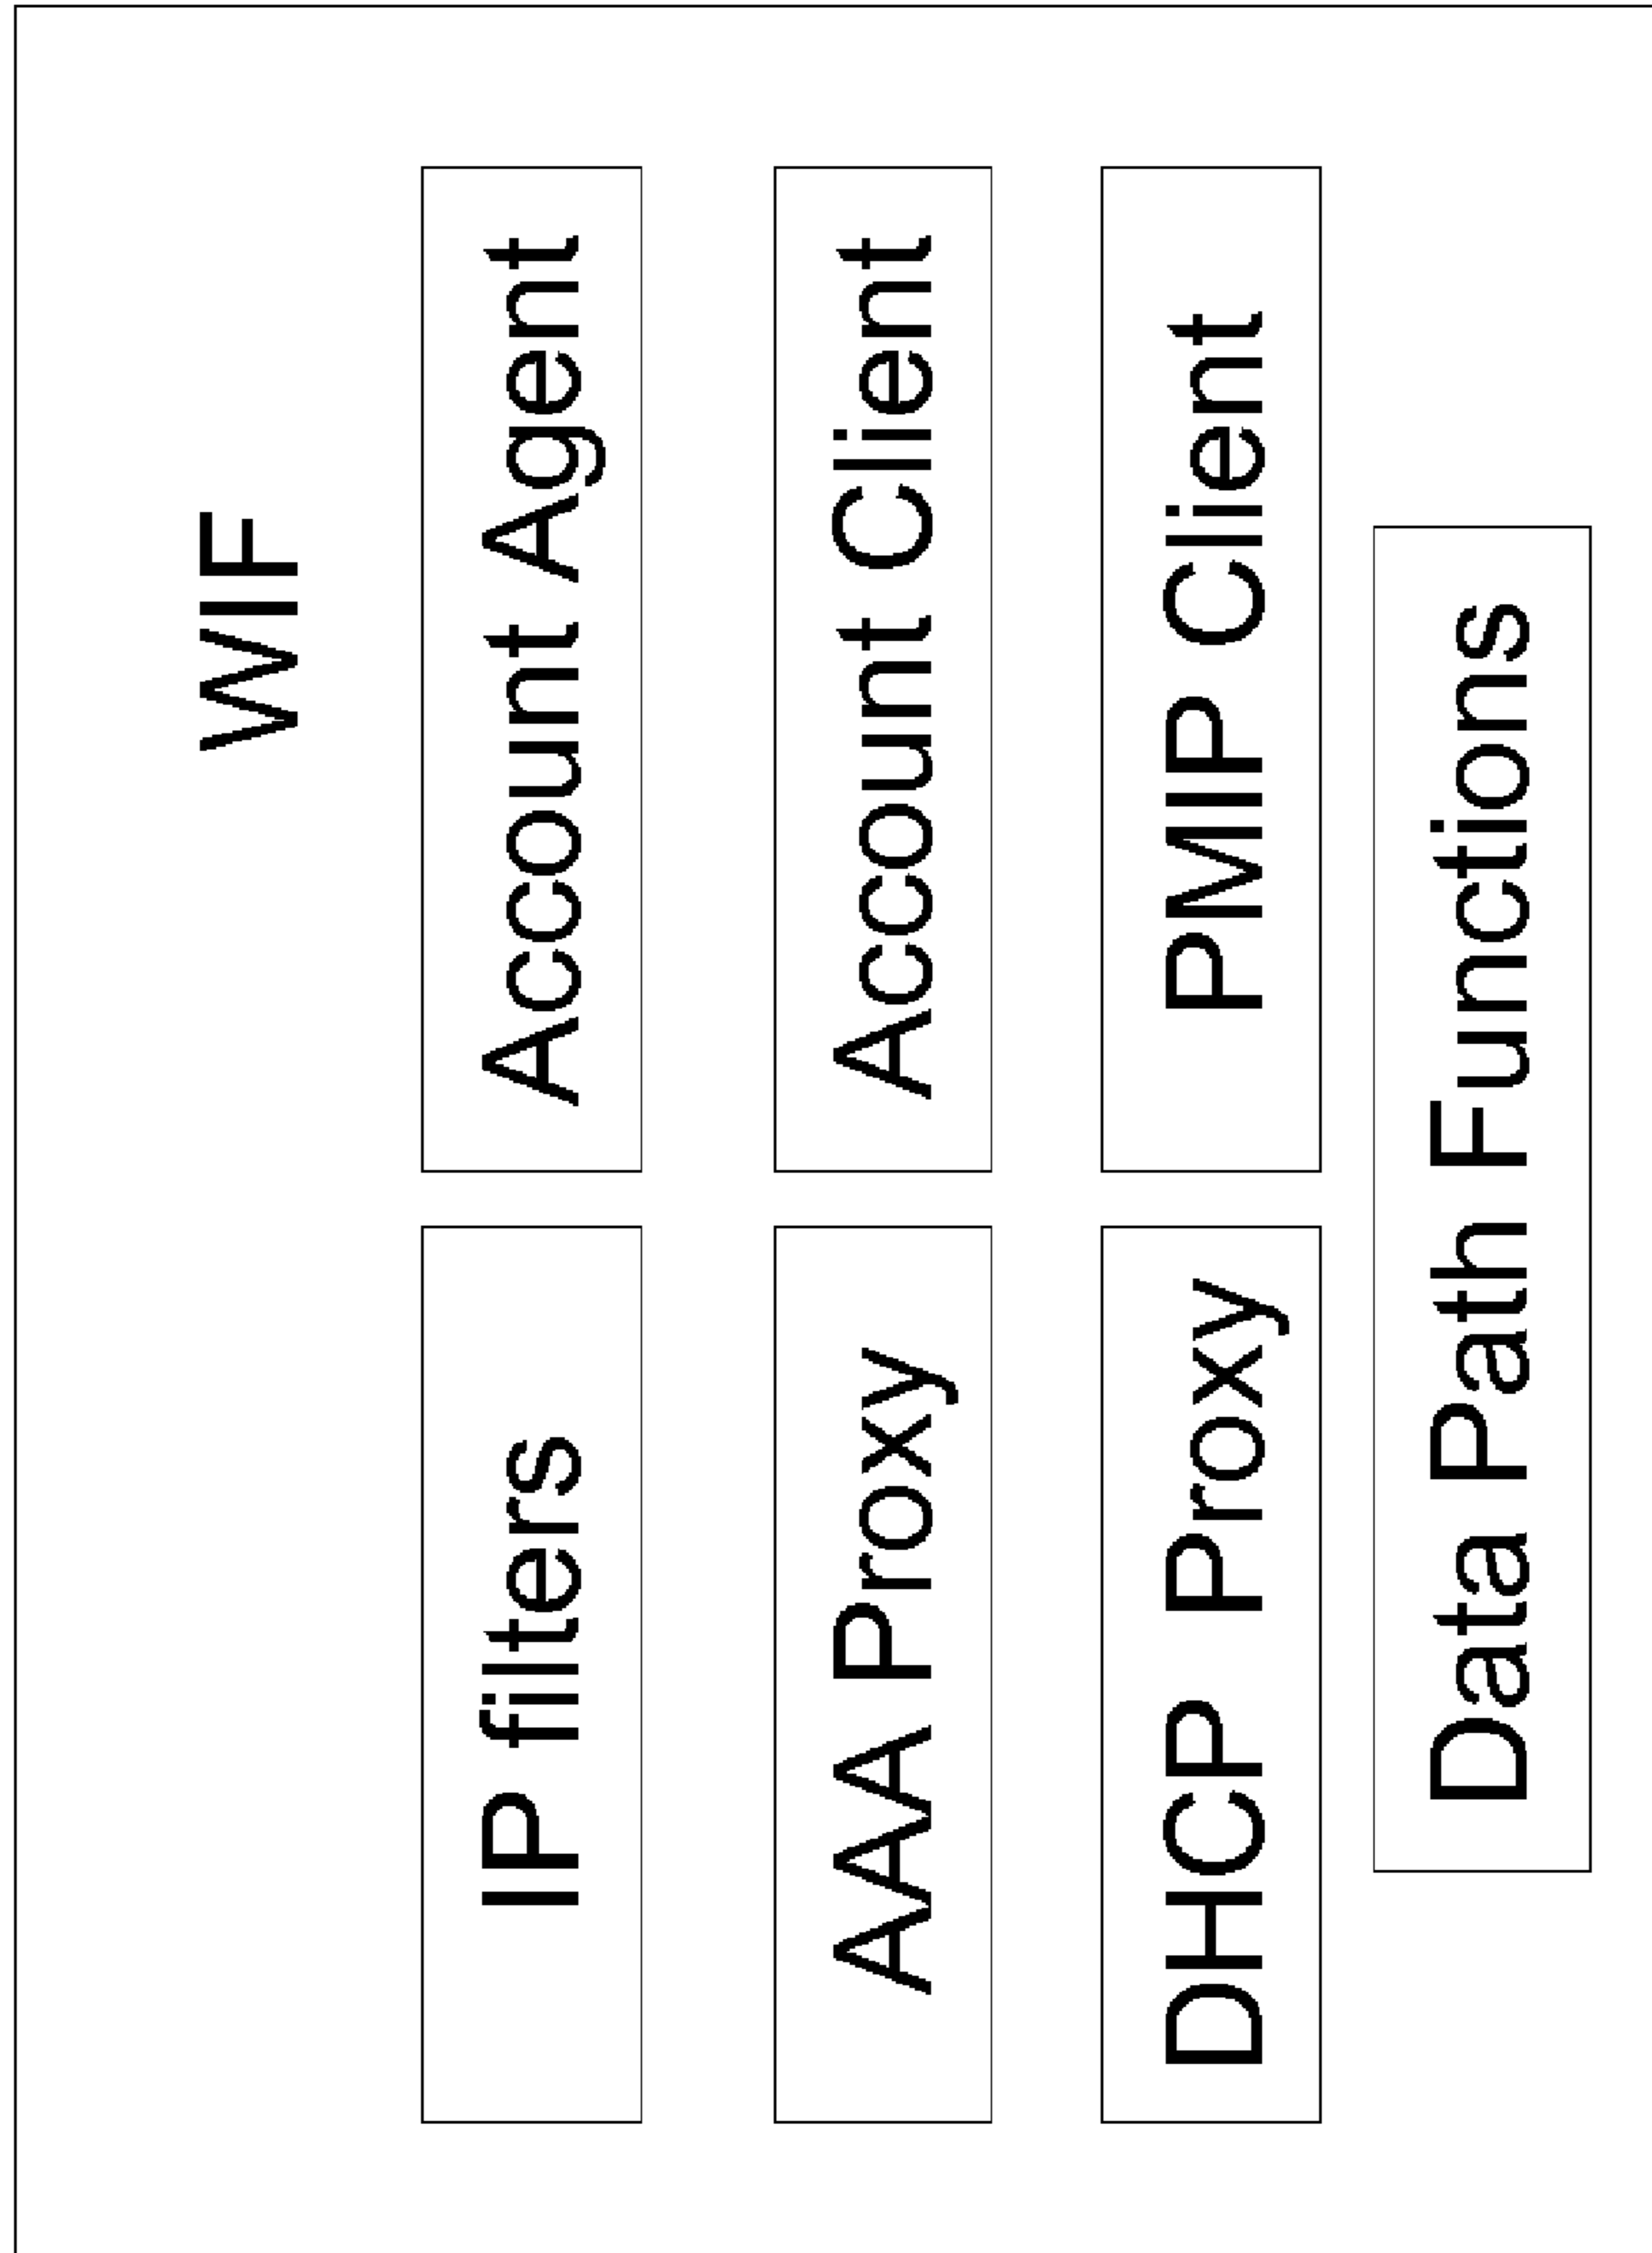 WIF
IP filters
Account Agent
AAA Proxy
Account Client
DHCP Proxy
PMIP Client
Data Path Functions